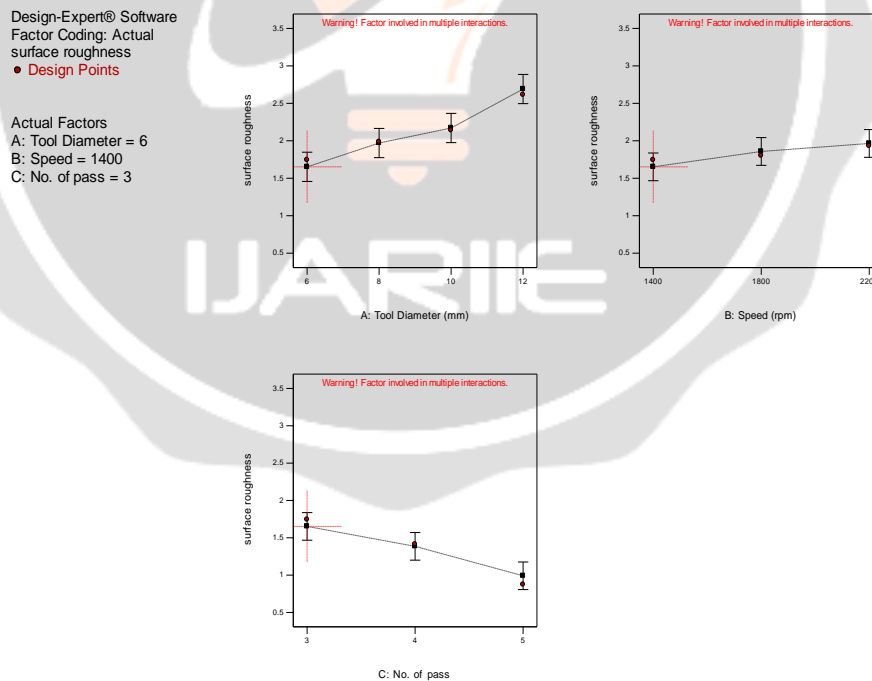 Design-Expert® Software
Factor Coding: Actual
surface roughness
Design Points
Actual Factors
A: Tool Diameter = 6
B: Speed = 1400
C: No. of pass = 3
Warning! Factor involved in multiple interactions.
surface roughness
3.5
3
2.5
2
1.5
1
0.5
6 8 10 12
A: Tool Diameter (mm)
Warning! Factor involved in multiple interactions.
surface roughness
3.5
3
2.5
2
1.5
1
0.5
1400 1800 220
B: Speed (rpm)
IJARIIE
Warning! Factor involved in multiple interactions.
surface roughness
3.5
3
2.5
2
1.5
1
0.5
3 4 5
C: No. of pass